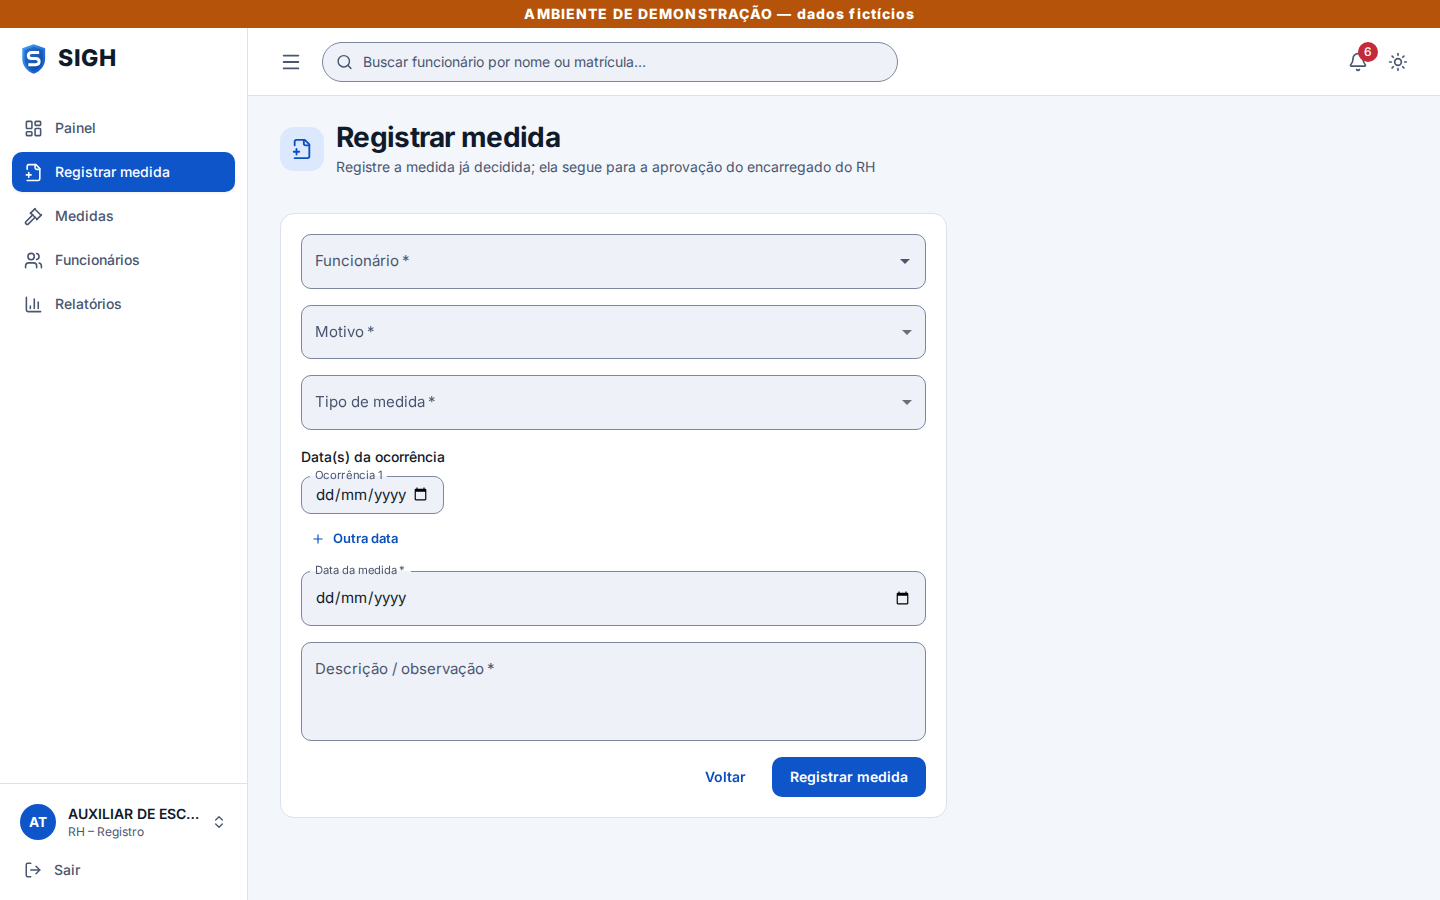 AMBIENTE DE DEMONSTRAÇÃO — dados fictícios
SIGH
Buscar funcionário por nome ou matrícula...
6
Painel
Registrar medida
Medidas
Funcionários
Relatórios
Registrar medida
Registre a medida já decidida; ela segue para a aprovação do encarregado do RH
Funcionário *
Motivo *
Tipo de medida *
Data(s) da ocorrência
Ocorrência 1
dd/mm/yyyy
+ Outra data
Data da medida *
dd/mm/yyyy
Descrição / observação *
Voltar
Registrar medida
AT
AUXILIAR DE ESC...
RH – Registro
Sair